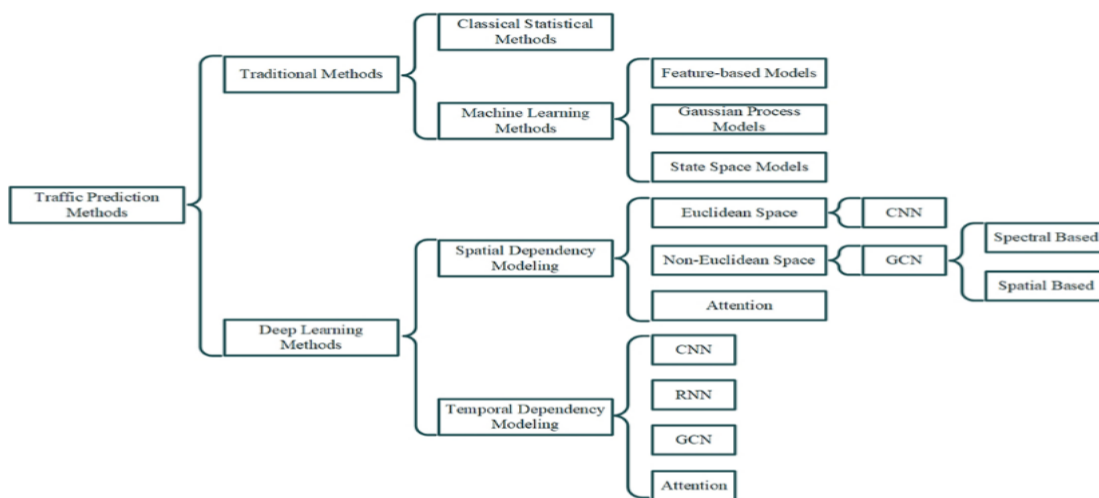 Classical Statistical
Methods
Traditional Methods
Feature-based Models
Machine Learning
Methods
Gaussian Process
Models
State Space Models
Traffic Prediction
Methods
Euclidean Space
CNN
Spectral Based
Spatial Dependency
Modeling
Non-Euclidean Space
GCN
Spatial Based
Attention
Deep Learning
Methods
CNN
RNN
Temporal Dependency
Modeling
GCN
Attention